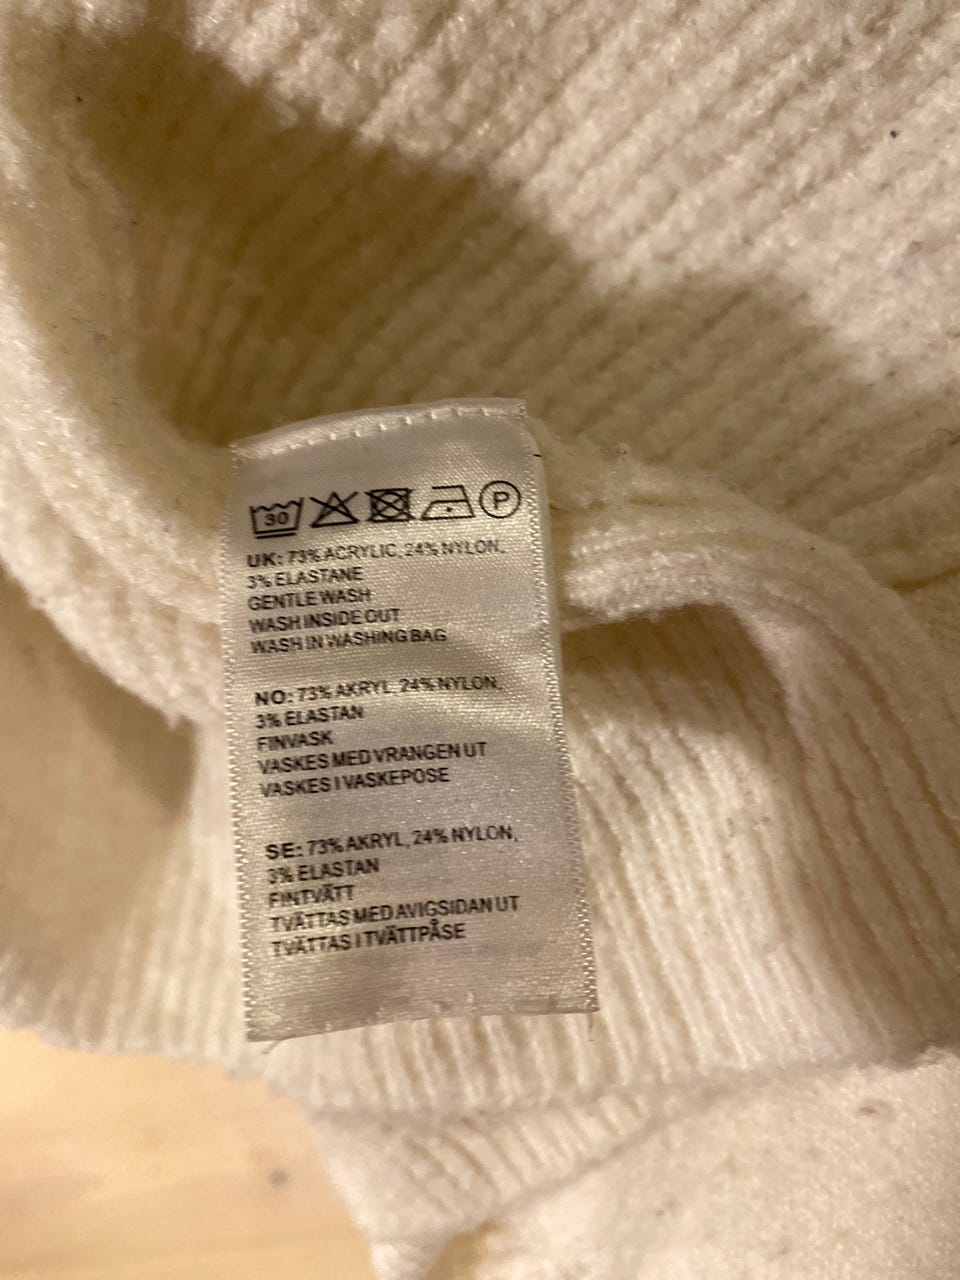 30 P
UK: 73% ACRYLIC, 24% NYLON,
3% ELASTANE
GENTLE WASH
WASH INSIDE OUT
WASH IN WASHING BAG
NO: 73% AKRYL, 24% NYLON,
3% ELASTAN
FINVASK
VASKES MED VRANGEN UT
VASKES I VASKEPOSE
SE: 73% AKRYL, 24% NYLON,
3% ELASTAN
FINTVÄTT
TVÄTTAS MED AVIGSIDAN UT
TVÄTTAS I TVÄTTPÅSE